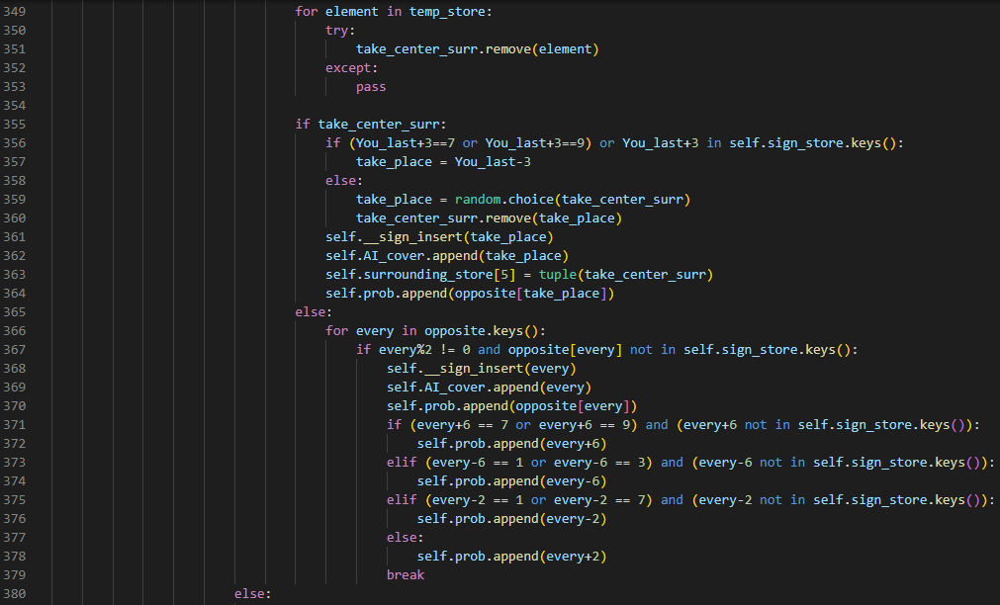 349 for element in temp_store:
350 try:
351 take_center_surr.remove(element)
352 except:
353 pass
354
355 if take_center_surr:
356 if (You_last+3==7 or You_last+3==9) or You_last+3 in self.sign_store.keys():
357 take_place = You_last-3
358 else:
359 take_place = random.choice(take_center_surr)
360 take_center_surr.remove(take_place)
361 self.__sign_insert(take_place)
362 self.AI_cover.append(take_place)
363 self.surrounding_store[5] = tuple(take_center_surr)
364 self.prob.append(opposite[take_place])
365 else:
366 for every in opposite.keys():
367 if every%2 != 0 and opposite[every] not in self.sign_store.keys():
368 self.__sign_insert(every)
369 self.AI_cover.append(every)
370 self.prob.append(opposite[every])
371 if (every+6 == 7 or every+6 == 9) and (every+6 not in self.sign_store.keys()):
372 self.prob.append(every+6)
373 elif (every-6 == 1 or every-6 == 3) and (every-6 not in self.sign_store.keys()):
374 self.prob.append(every-6)
375 elif (every-2 == 1 or every-2 == 7) and (every-2 not in self.sign_store.keys()):
376 self.prob.append(every-2)
377 else:
378 self.prob.append(every+2)
379 break
380 else: